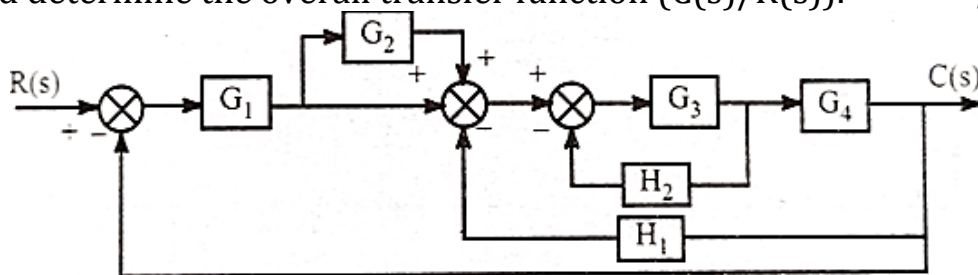 d determine the overall transfer function (G(s)/R(s)).
G₂
+
+
+
R(s)
G₁
G₃
G₄
C(s)
÷
−
−
−
H₂
H₁